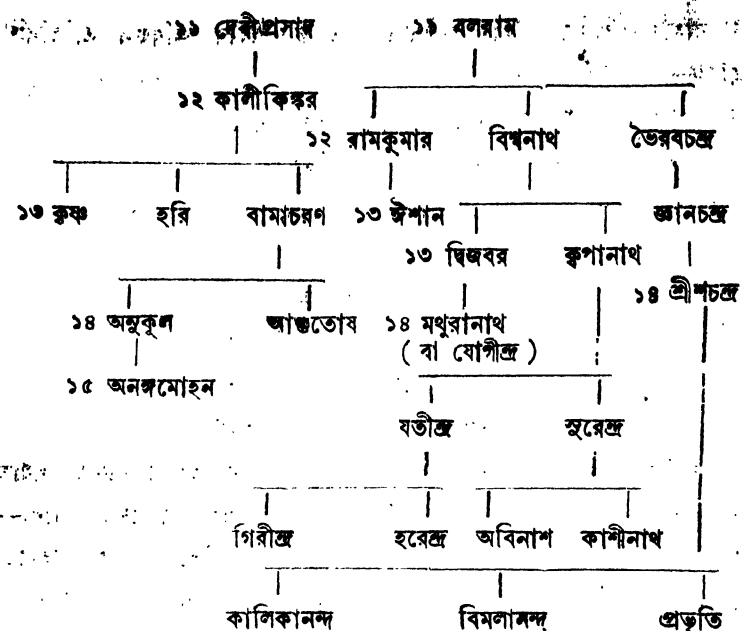 ১১ দেবীপ্রসাদ ১১ বলরাম
১২ কালীকিঙ্কর
১২ রামকুমার বিশ্বনাথ ভৈরবচন্দ্র
১৩ কৃষ্ণ হরি বামাচরণ ১৩ ঈশান জ্ঞানচন্দ্র
১৩ দ্বিজবর কৃপানাথ
১৪ শ্রীশচন্দ্র
১৪ অনুকূল আশুতোষ ১৪ মথুরানাথ
( বা যোগীন্দ্র )
১৫ অনঙ্গমোহন
যতীন্দ্র সুরেন্দ্র
গিরীন্দ্র হরেন্দ্র অবিনাশ কাশীনাথ
কালিকানন্দ বিমলানন্দ প্রভৃতি